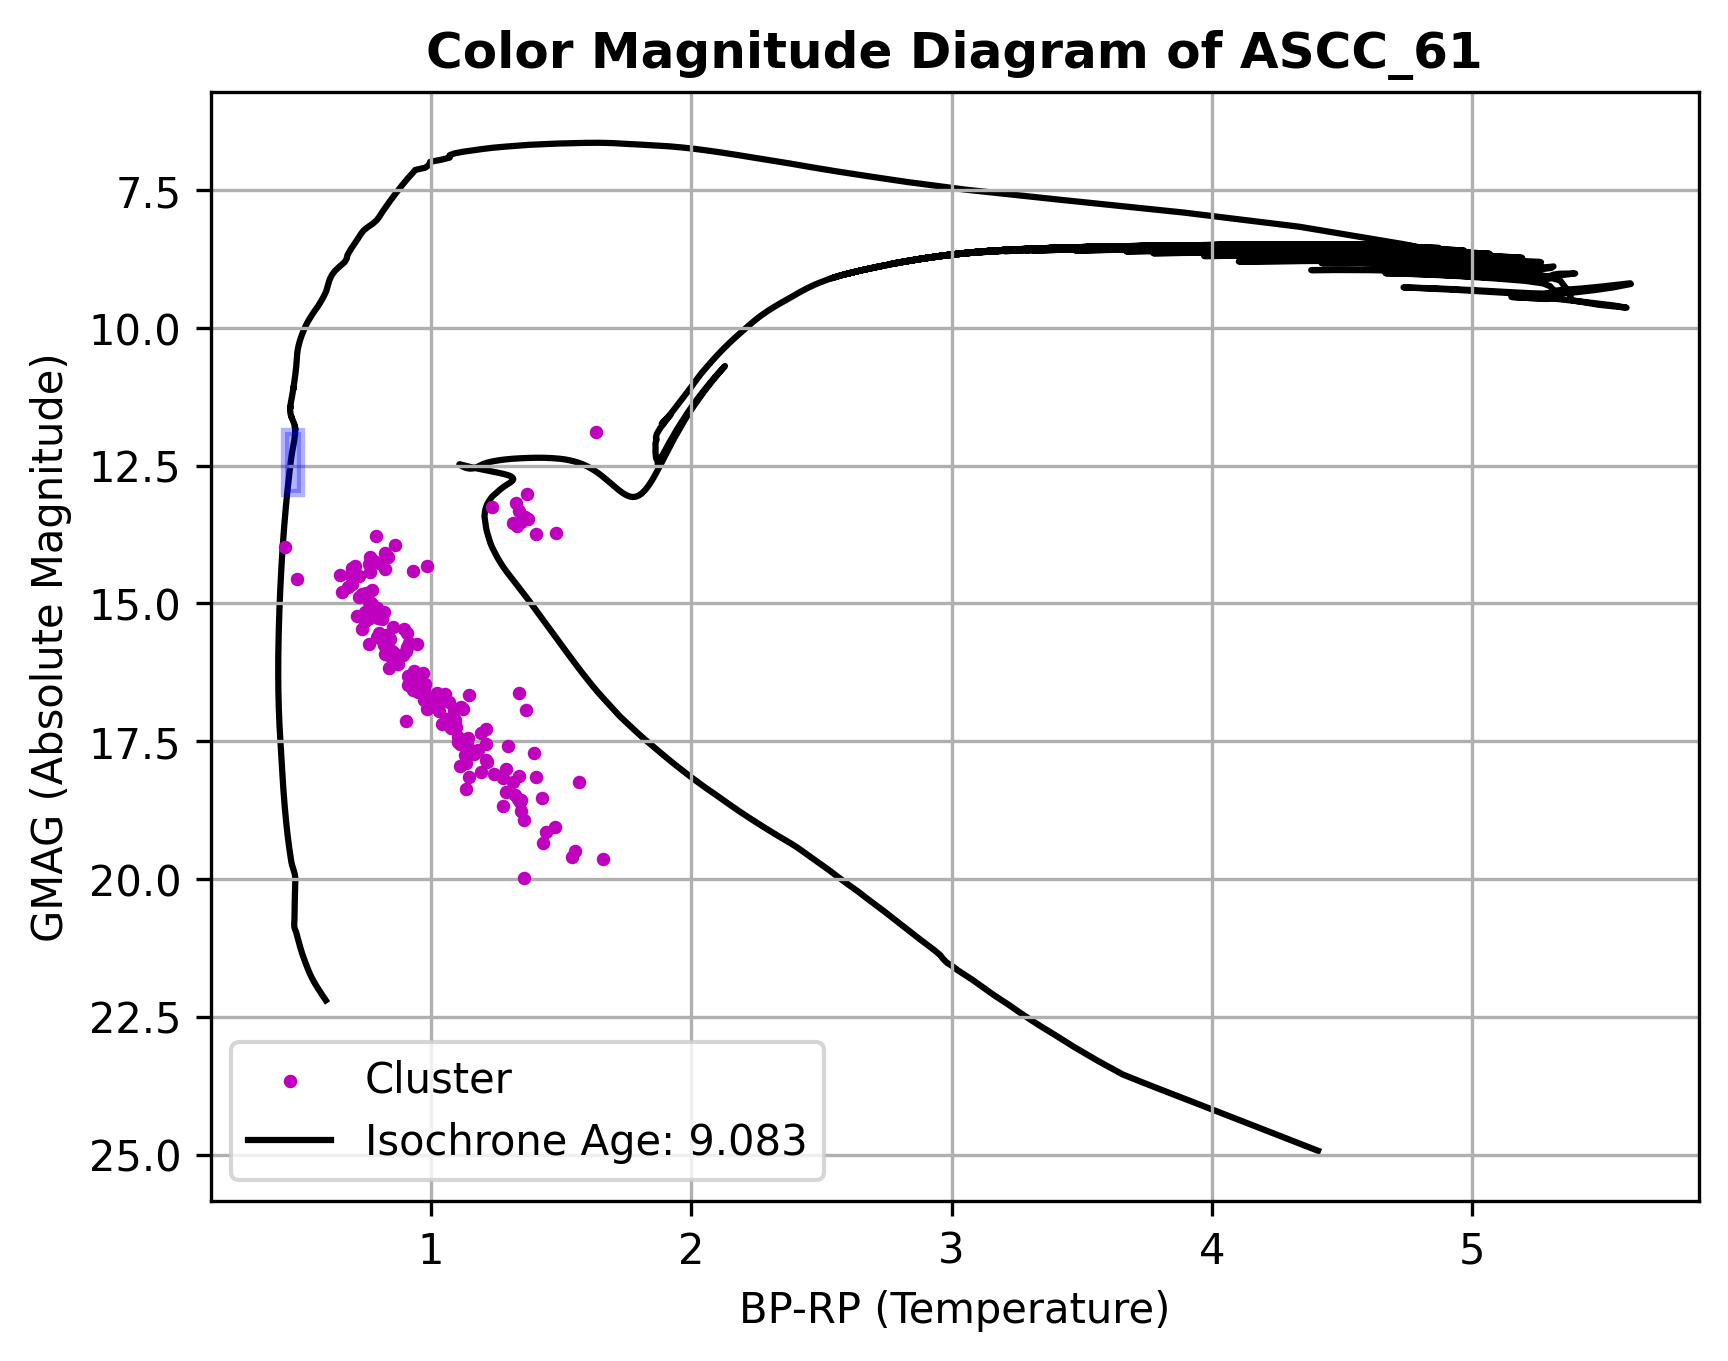 Color Magnitude Diagram of ASCC_61
GMAG (Absolute Magnitude)
7.5
10.0
12.5
15.0
17.5
20.0
22.5
25.0
Cluster
Isochrone Age: 9.083
1
2
3
4
5
BP-RP (Temperature)